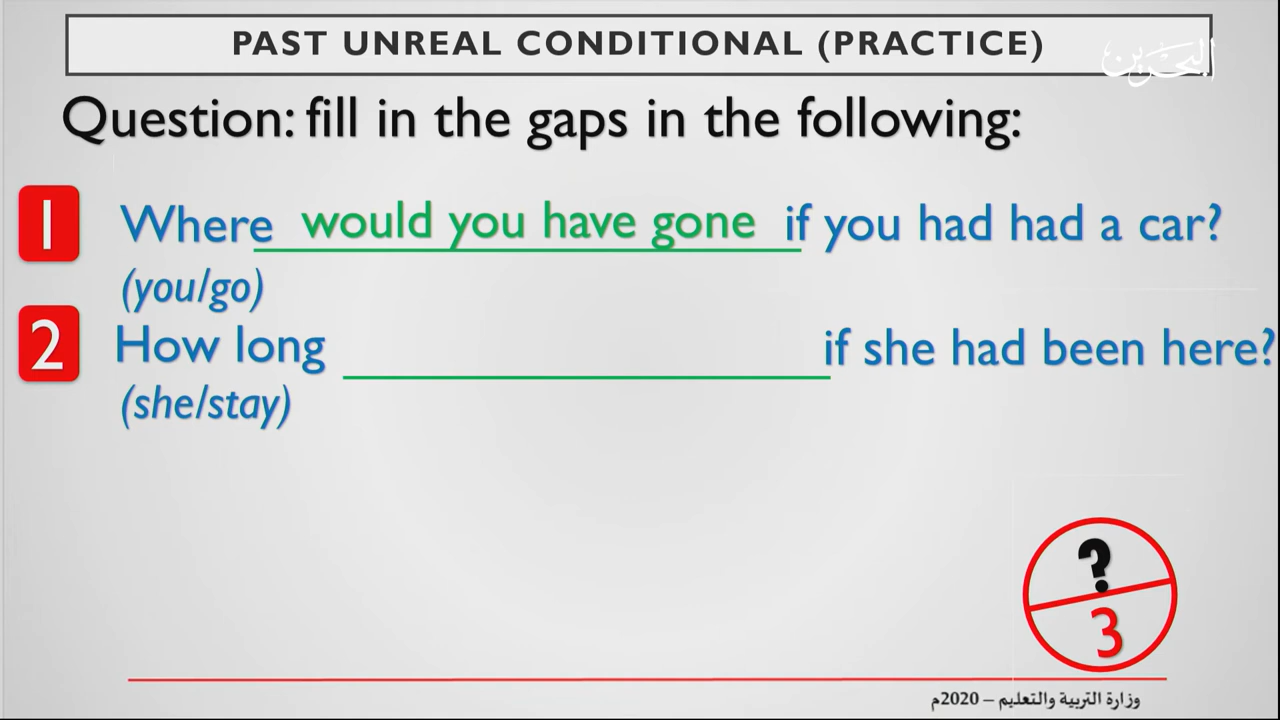 PAST UNREAL CONDITIONAL (PRACTICE)
البحرين
Question: fill in the gaps in the following:
1 Where would you have gone if you had had a car?
(you/go)
2 How long if she had been here?
(she/stay)
?
3
وزارة التربية والتعليم – 2020م